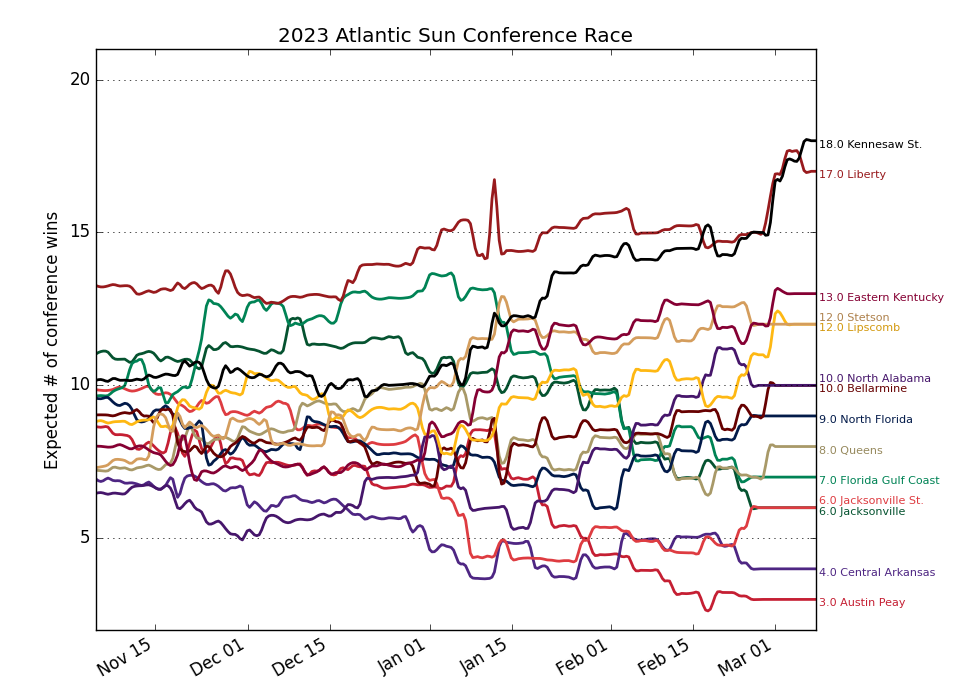 2023 Atlantic Sun Conference Race
Expected # of conference wins
20
15
10
5
Nov 15
Dec 01
Dec 15
Jan 01
Jan 15
Feb 01
Feb 15
Mar 01
18.0 Kennesaw St.
17.0 Liberty
13.0 Eastern Kentucky
12.0 Stetson
12.0 Lipscomb
10.0 North Alabama
10.0 Bellarmine
9.0 North Florida
8.0 Queens
7.0 Florida Gulf Coast
6.0 Jacksonville St.
6.0 Jacksonville
4.0 Central Arkansas
3.0 Austin Peay